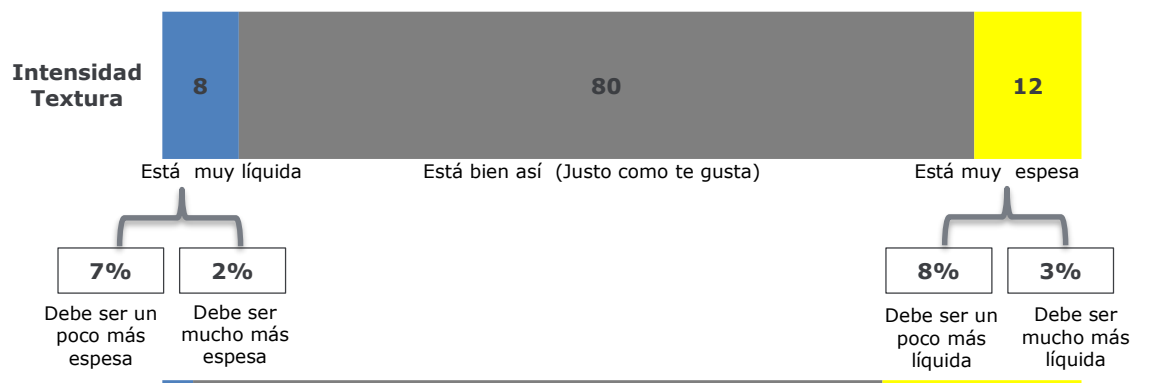 Intensidad
Textura
8
80
12
Está muy líquida
Está bien así (Justo como te gusta)
Está muy espesa
7%
2%
8%
3%
Debe ser un
poco más
espesa
Debe ser
mucho más
espesa
Debe ser un
poco más
líquida
Debe ser
mucho más
líquida